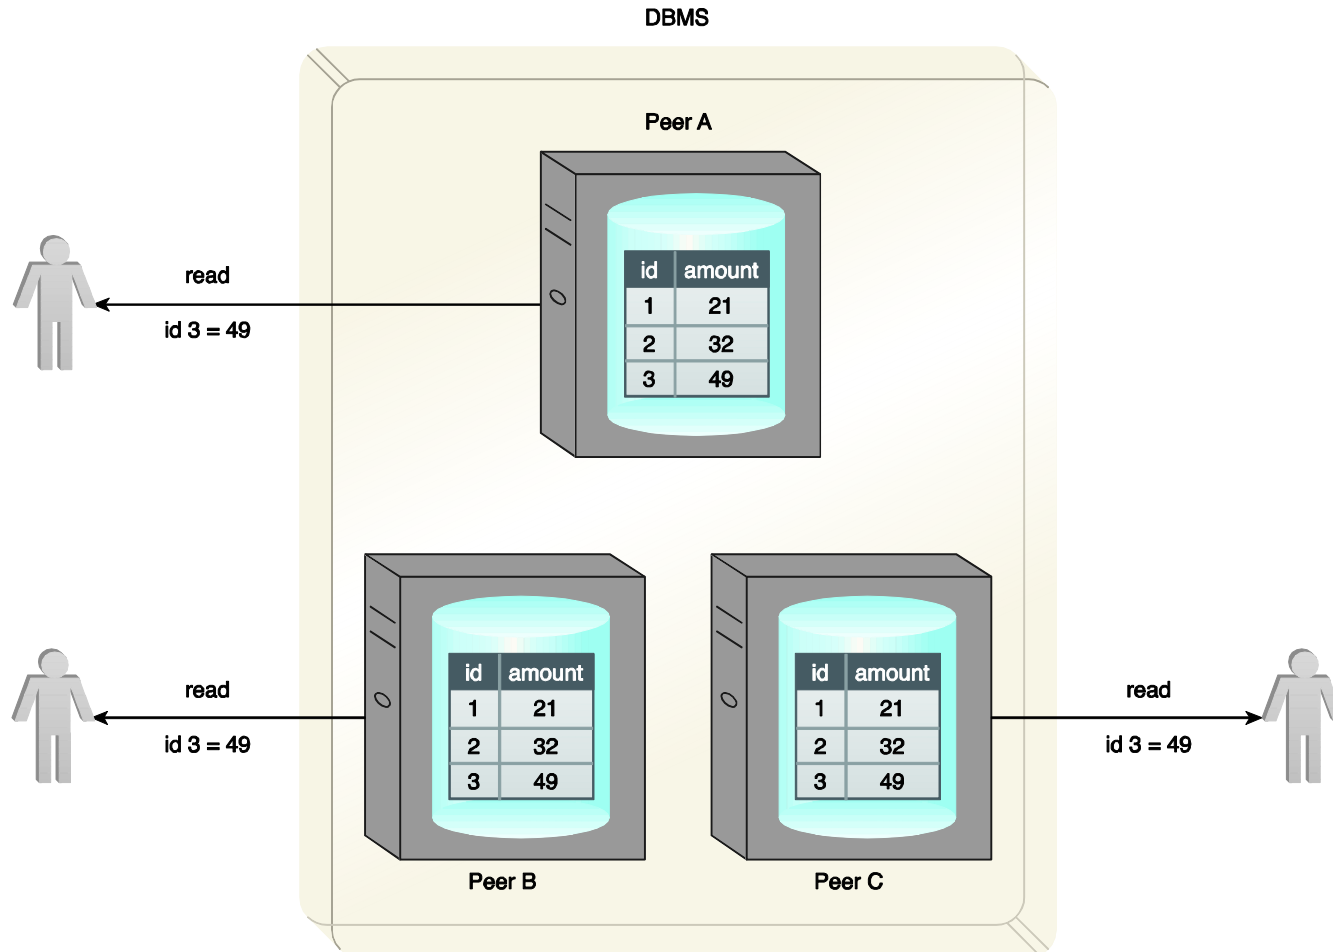 DBMS
Peer A
id amount
1 21
2 32
3 49
read
id 3 = 49
id amount
1 21
2 32
3 49
read
id 3 = 49
Peer B
id amount
1 21
2 32
3 49
read
id 3 = 49
Peer C